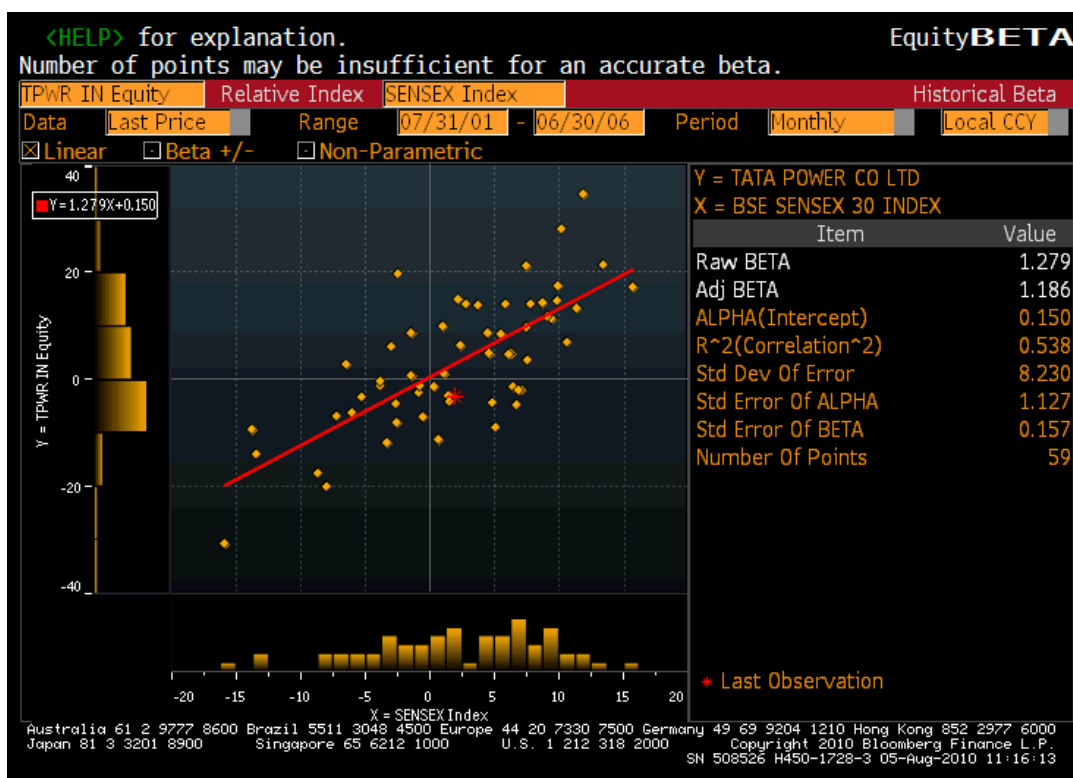 <HELP> for explanation. EquityBETA
Number of points may be insufficient for an accurate beta.
TPWR IN Equity Relative Index SENSEX Index Historical Beta
Data Last Price Range 07/31/01 - 06/30/06 Period Monthly Local CCY
Linear Beta +/- Non-Parametric
Y = TATA POWER CO LTD
X = BSE SENSEX 30 INDEX
Item Value
Raw BETA 1.279
Adj BETA 1.186
ALPHA(Intercept) 0.150
R^2(Correlation^2) 0.538
Std Dev Of Error 8.230
Std Error Of ALPHA 1.127
Std Error Of BETA 0.157
Number Of Points 59
* Last Observation
40
Y=1.279X+0.150
20
0
-20
-40
Y = TPWR IN Equity
-20 -15 -10 -5 0 5 10 15 20
X = SENSEX Index
Australia 61 2 9777 8600 Brazil 5511 3048 4500 Europe 44 20 7330 7500 Germany 49 69 9204 1210 Hong Kong 852 2977 6000
Japan 81 3 3201 8900 Singapore 65 6212 1000 U.S. 1 212 318 2000 Copyright 2010 Bloomberg Finance L.P.
SN 508526 H450-1728-3 05-Aug-2010 11:16:13